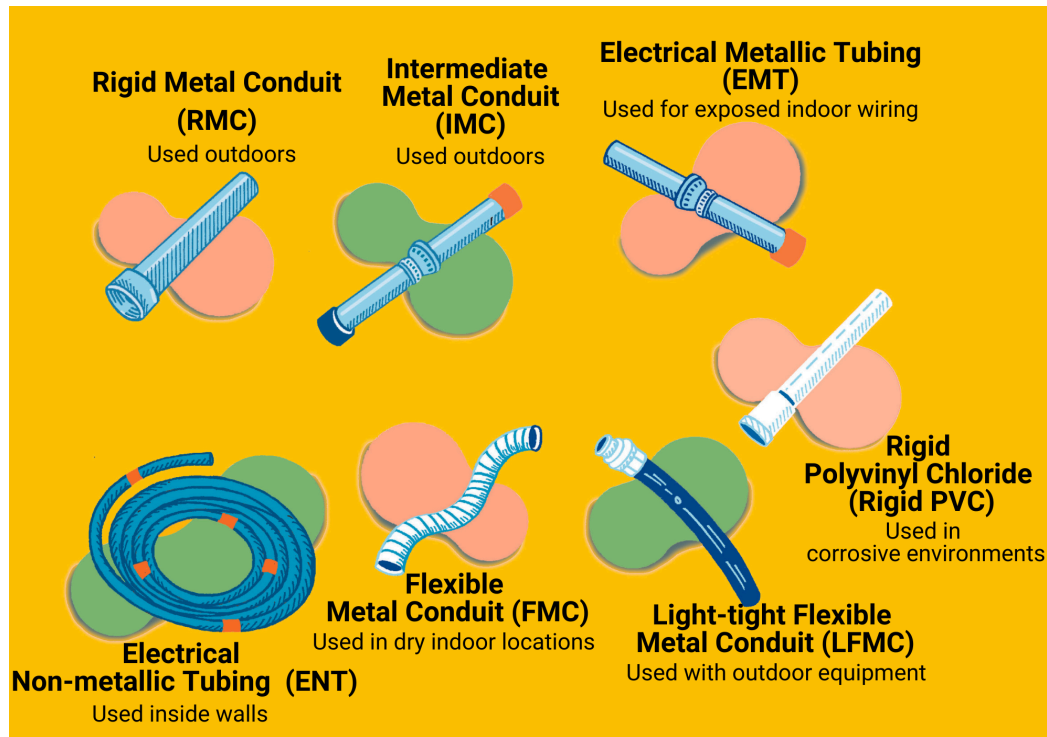 Rigid Metal Conduit
(RMC)
Used outdoors
Intermediate
Metal Conduit
(IMC)
Used outdoors
Electrical Metallic Tubing
(EMT)
Used for exposed indoor wiring
Rigid
Polyvinyl Chloride
(Rigid PVC)
Used in
corrosive environments
Electrical
Non-metallic Tubing (ENT)
Used inside walls
Flexible
Metal Conduit (FMC)
Used in dry indoor locations
Light-tight Flexible
Metal Conduit (LFMC)
Used with outdoor equipment